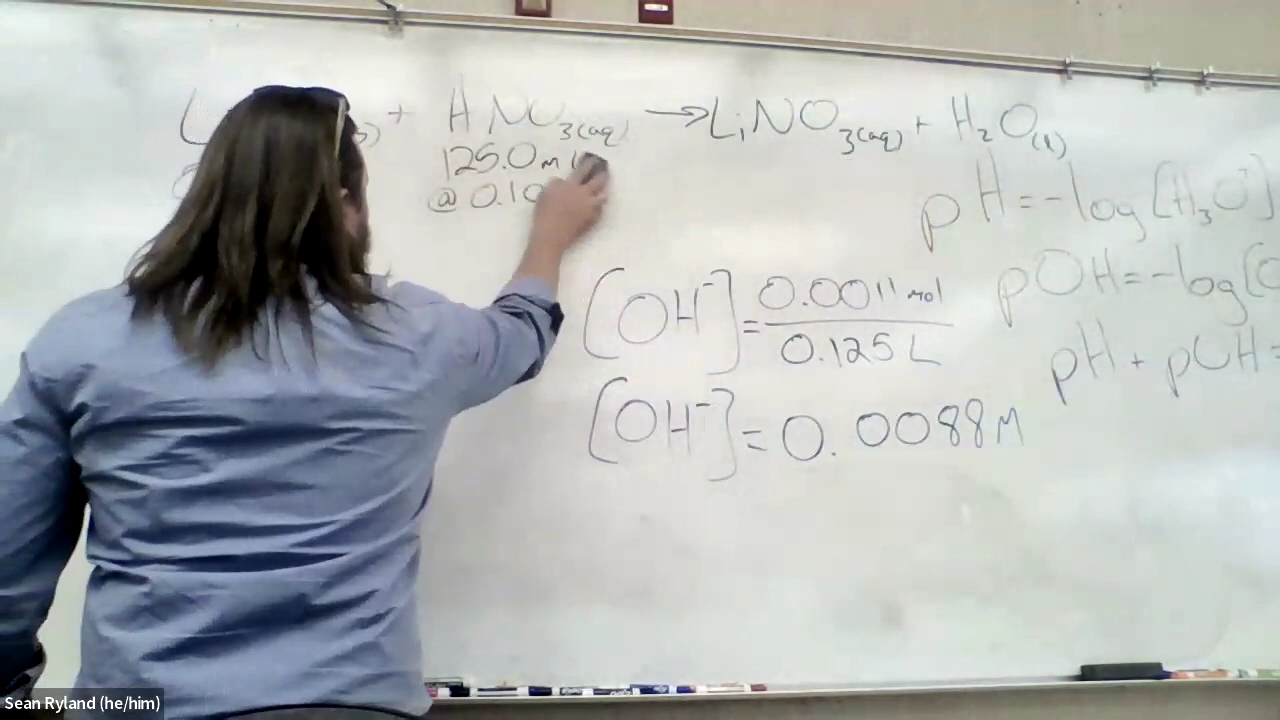 L + HNO3(aq) → LiNO3(aq) + H2O(l)
125.0 m
@ 0.10
pH = -log[H3O
pOH = -log[
pH + pOH =
[OH⁻] = 0.0011 mol
0.125 L
[OH⁻] = 0.0088 M
Sean Ryland (he/him)